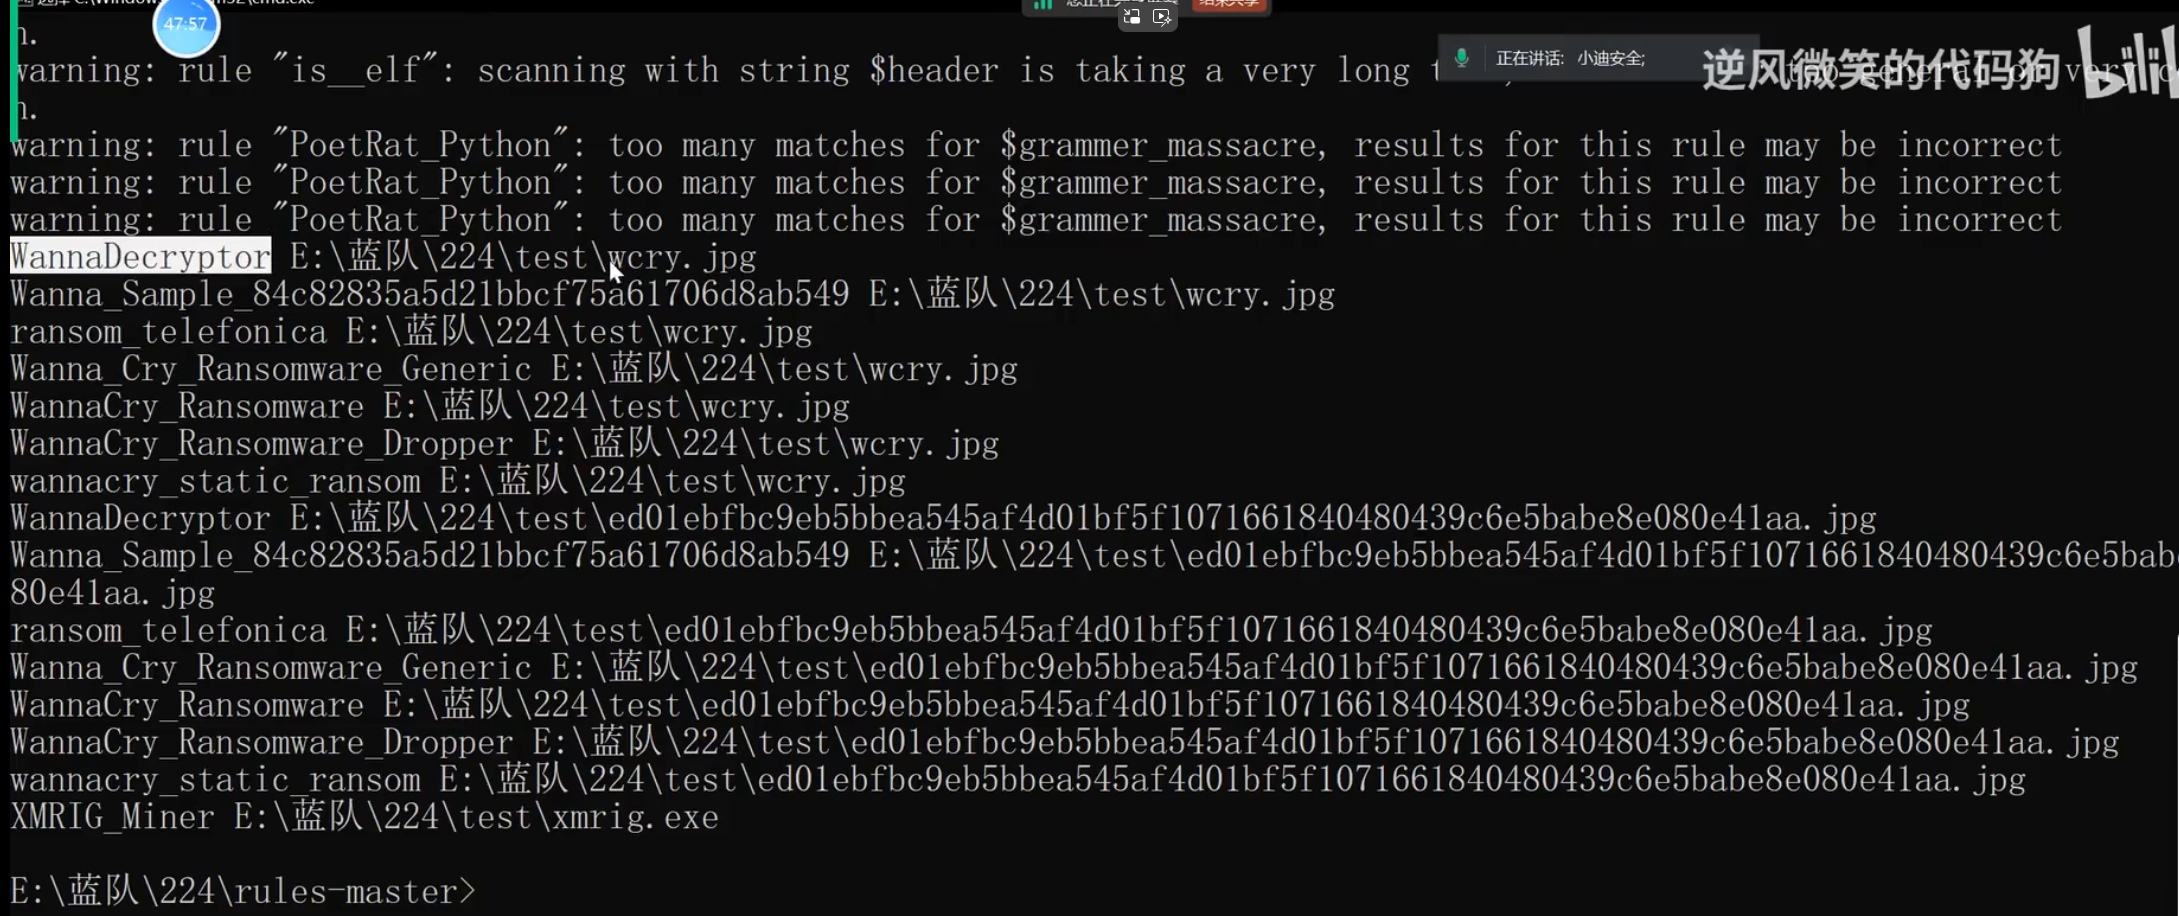 47:57
结束共享
n.
正在讲话: 小迪安全;
逆风微笑的代码狗
warning: rule "is__elf": scanning with string $header is taking a very long
n.
warning: rule "PoetRat_Python": too many matches for $grammer_massacre, results for this rule may be incorrect
warning: rule "PoetRat_Python": too many matches for $grammer_massacre, results for this rule may be incorrect
warning: rule "PoetRat_Python": too many matches for $grammer_massacre, results for this rule may be incorrect
WannaDecryptor E:\蓝队\224\test\wcry.jpg
Wanna_Sample_84c82835a5d21bbcf75a61706d8ab549 E:\蓝队\224\test\wcry.jpg
ransom_telefonica E:\蓝队\224\test\wcry.jpg
Wanna_Cry_Ransomware_Generic E:\蓝队\224\test\wcry.jpg
WannaCry_Ransomware E:\蓝队\224\test\wcry.jpg
WannaCry_Ransomware_Dropper E:\蓝队\224\test\wcry.jpg
wannacry_static_ransom E:\蓝队\224\test\wcry.jpg
WannaDecryptor E:\蓝队\224\test\ed01ebfbc9eb5bbea545af4d01bf5f1071661840480439c6e5babe8e080e41aa.jpg
Wanna_Sample_84c82835a5d21bbcf75a61706d8ab549 E:\蓝队\224\test\ed01ebfbc9eb5bbea545af4d01bf5f1071661840480439c6e5bab
80e41aa.jpg
ransom_telefonica E:\蓝队\224\test\ed01ebfbc9eb5bbea545af4d01bf5f1071661840480439c6e5babe8e080e41aa.jpg
Wanna_Cry_Ransomware_Generic E:\蓝队\224\test\ed01ebfbc9eb5bbea545af4d01bf5f1071661840480439c6e5babe8e080e41aa.jpg
WannaCry_Ransomware E:\蓝队\224\test\ed01ebfbc9eb5bbea545af4d01bf5f1071661840480439c6e5babe8e080e41aa.jpg
WannaCry_Ransomware_Dropper E:\蓝队\224\test\ed01ebfbc9eb5bbea545af4d01bf5f1071661840480439c6e5babe8e080e41aa.jpg
wannacry_static_ransom E:\蓝队\224\test\ed01ebfbc9eb5bbea545af4d01bf5f1071661840480439c6e5babe8e080e41aa.jpg
XMRIG_Miner E:\蓝队\224\test\xmrig.exe
E:\蓝队\224\rules-master>